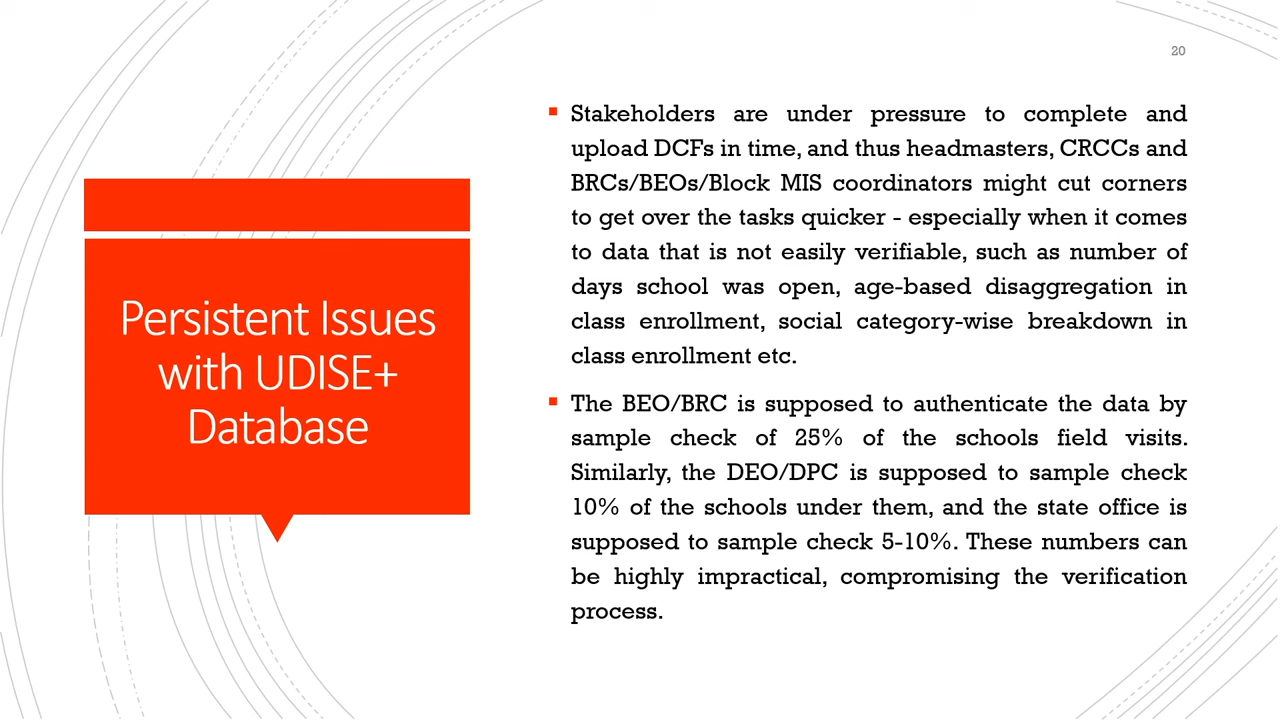 20
Persistent Issues
with UDISE+
Database
Stakeholders are under pressure to complete and
upload DCFs in time, and thus headmasters, CRCCs and
BRCs/BEOs/Block MIS coordinators might cut corners
to get over the tasks quicker - especially when it comes
to data that is not easily verifiable, such as number of
days school was open, age-based disaggregation in
class enrollment, social category-wise breakdown in
class enrollment etc.
The BEO/BRC is supposed to authenticate the data by
sample check of 25% of the schools field visits.
Similarly, the DEO/DPC is supposed to sample check
10% of the schools under them, and the state office is
supposed to sample check 5-10%. These numbers can
be highly impractical, compromising the verification
process.